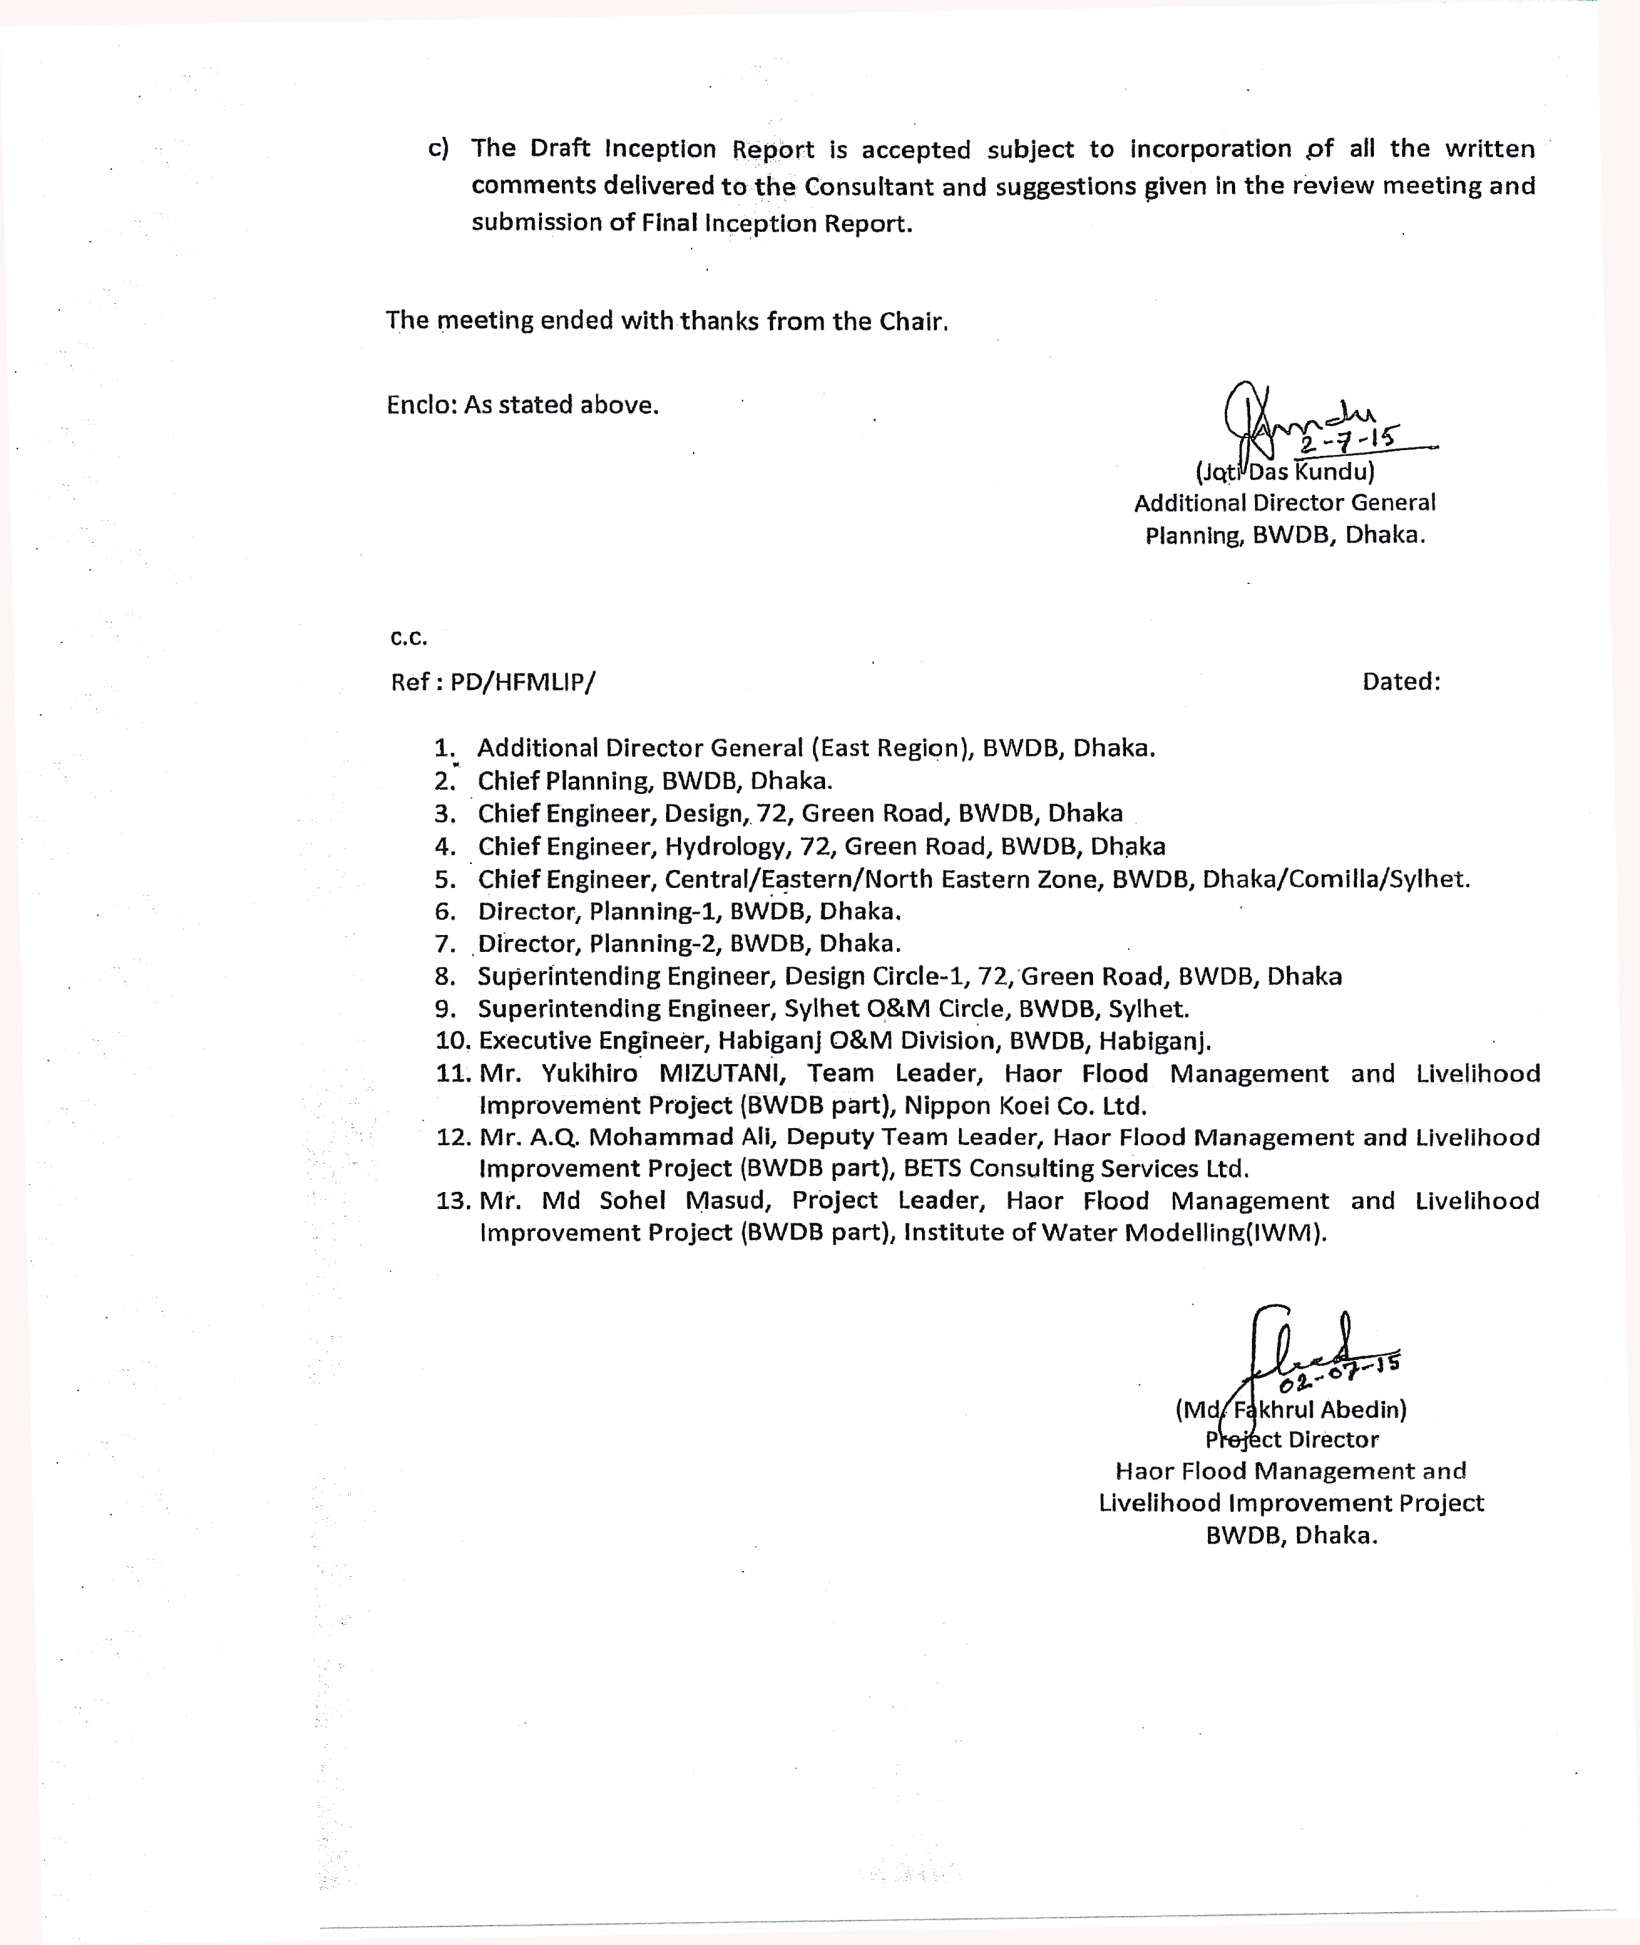 c) The Draft Inception Report is accepted subject to incorporation of all the written
comments delivered to the Consultant and suggestions given in the review meeting and
submission of Final Inception Report.
The meeting ended with thanks from the Chair.
Enclo: As stated above.
2-7-15
(Joti Das Kundu)
Additional Director General
Planning, BWDB, Dhaka.
c.c.
Ref : PD/HFMLIP/ Dated:
1. Additional Director General (East Region), BWDB, Dhaka.
2. Chief Planning, BWDB, Dhaka.
3. Chief Engineer, Design, 72, Green Road, BWDB, Dhaka
4. Chief Engineer, Hydrology, 72, Green Road, BWDB, Dhaka
5. Chief Engineer, Central/Eastern/North Eastern Zone, BWDB, Dhaka/Comilla/Sylhet.
6. Director, Planning-1, BWDB, Dhaka.
7. Director, Planning-2, BWDB, Dhaka.
8. Superintending Engineer, Design Circle-1, 72, Green Road, BWDB, Dhaka
9. Superintending Engineer, Sylhet O&M Circle, BWDB, Sylhet.
10. Executive Engineer, Habiganj O&M Division, BWDB, Habiganj.
11. Mr. Yukihiro MIZUTANI, Team Leader, Haor Flood Management and Livelihood
Improvement Project (BWDB part), Nippon Koei Co. Ltd.
12. Mr. A.Q. Mohammad Ali, Deputy Team Leader, Haor Flood Management and Livelihood
Improvement Project (BWDB part), BETS Consulting Services Ltd.
13. Mr. Md Sohel Masud, Project Leader, Haor Flood Management and Livelihood
Improvement Project (BWDB part), Institute of Water Modelling(IWM).
02-07-15
(Md. Fakhrul Abedin)
Project Director
Haor Flood Management and
Livelihood Improvement Project
BWDB, Dhaka.